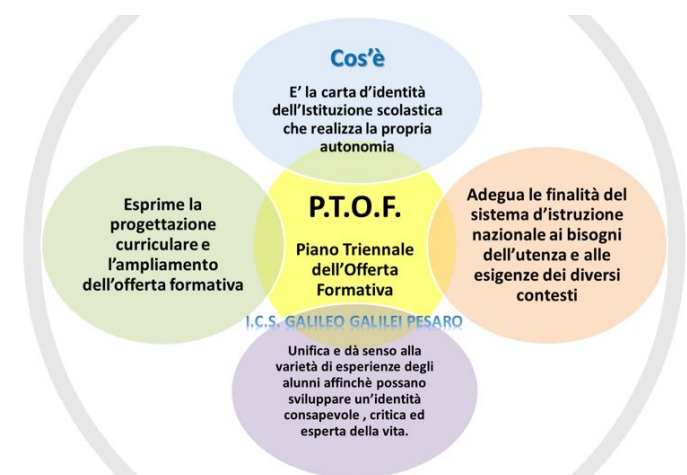 Cos'è
E' la carta d'identità
dell'Istituzione scolastica
che realizza la propria
autonomia
Esprime la
progettazione
curriculare e
l'ampliamento
dell'offerta formativa
P.T.O.F.
Piano Triennale
dell'Offerta
Formativa
Adegua le finalità del
sistema d'istruzione
nazionale ai bisogni
dell'utenza e alle
esigenze dei diversi
contesti
I.C.S. GALILEO GALILEI PESARO
Unifica e dà senso alla
varietà di esperienze degli
alunni affinchè possano
sviluppare un'identità
consapevole , critica ed
esperta della vita.